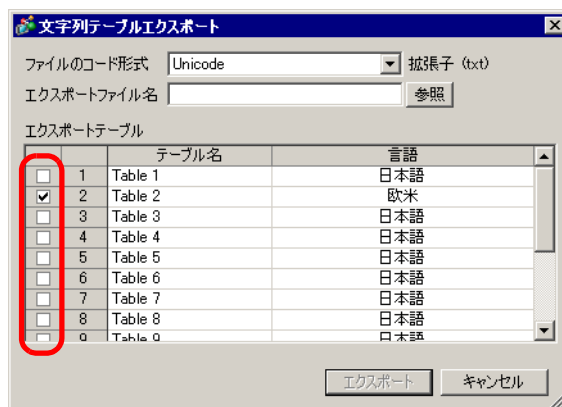 文字列テーブルエクスポート
ファイルのコード形式 Unicode 拡張子 (txt)
エクスポートファイル名 参照
エクスポートテーブル
テーブル名 言語
1 Table 1 日本語
2 Table 2 欧米
3 Table 3 日本語
4 Table 4 日本語
5 Table 5 日本語
6 Table 6 日本語
7 Table 7 日本語
8 Table 8 日本語
9 Table 9 日本語
エクスポート キャンセル